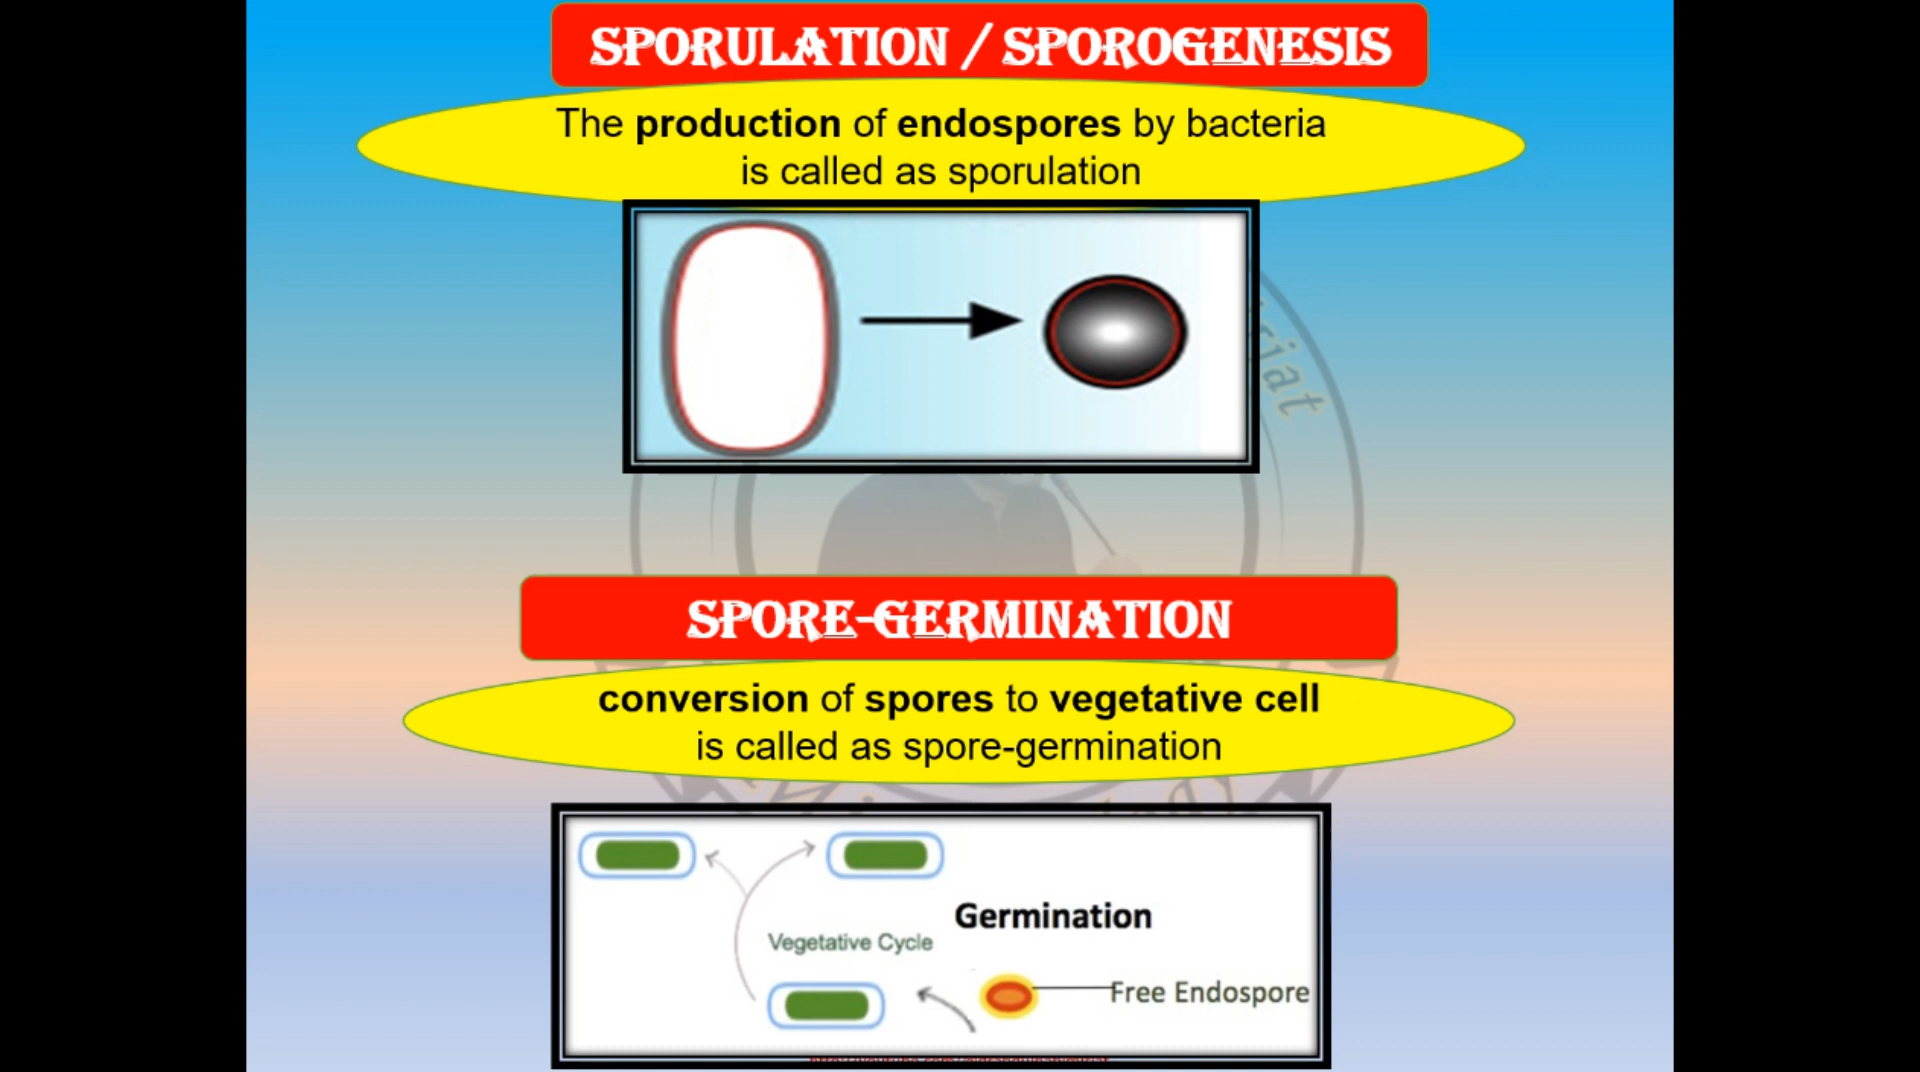 SPORULATION / SPOROGENESIS
The production of endospores by bacteria
is called as sporulation
SPORE-GERMINATION
conversion of spores to vegetative cell
is called as spore-germination
Germination
Vegetative Cycle
Free Endospore